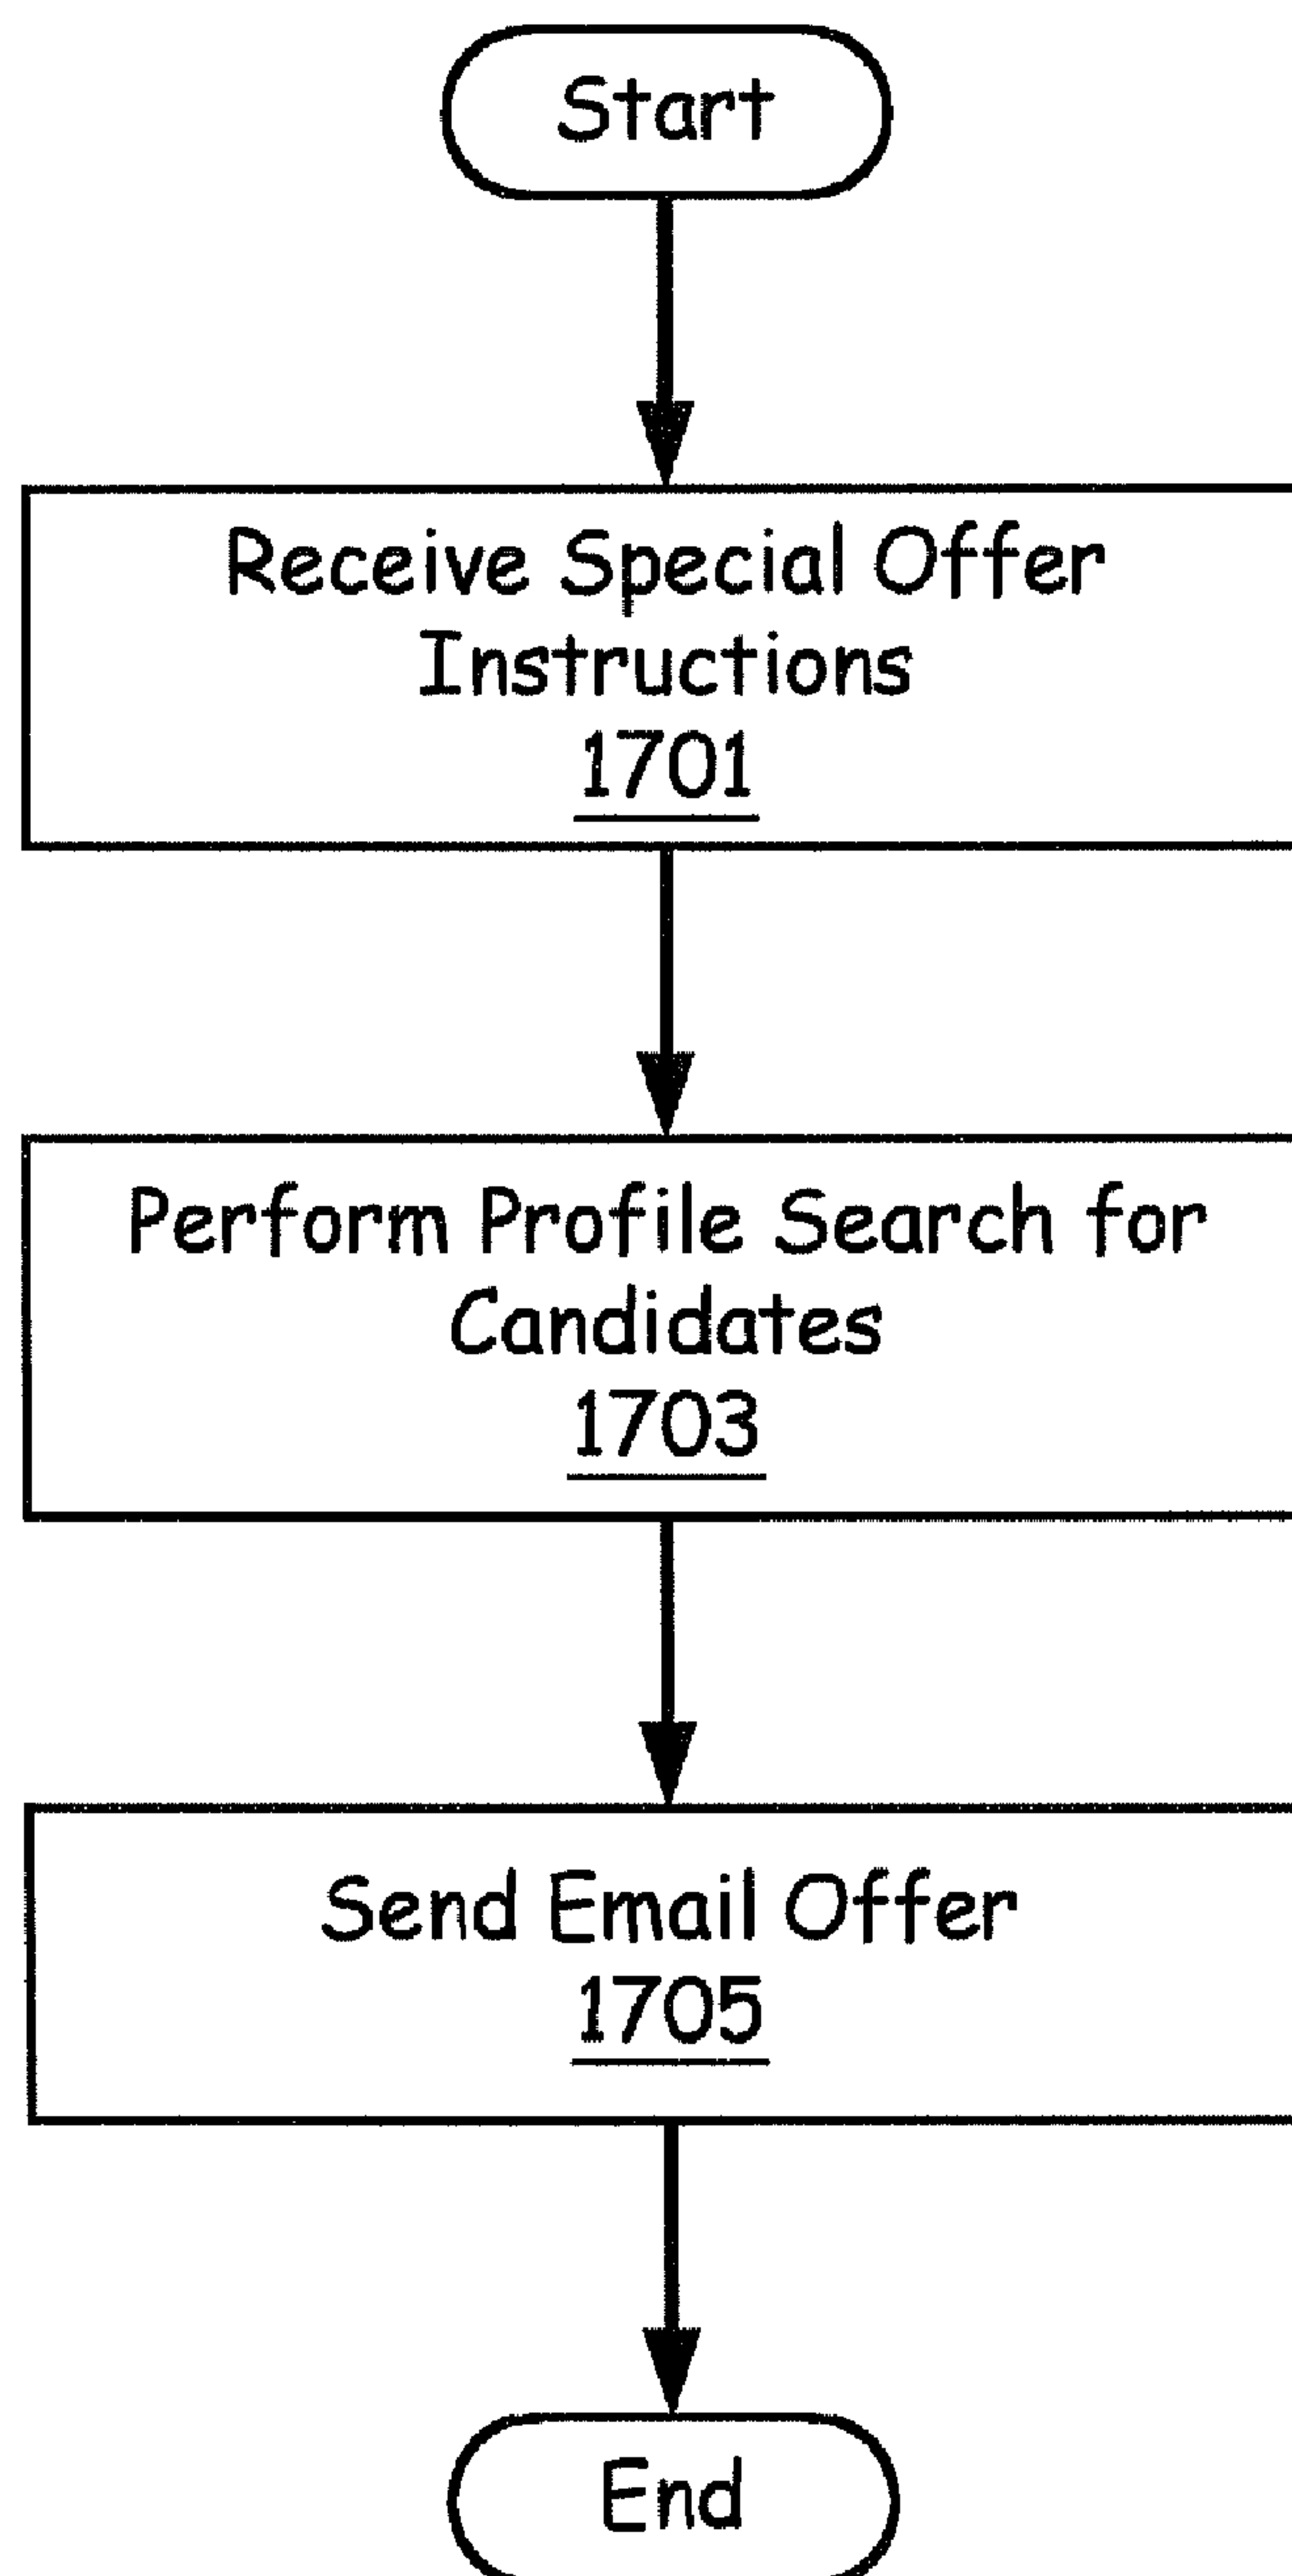 Start
Receive Special Offer
Instructions
1701
Perform Profile Search for
Candidates
1703
Send Email Offer
1705
End